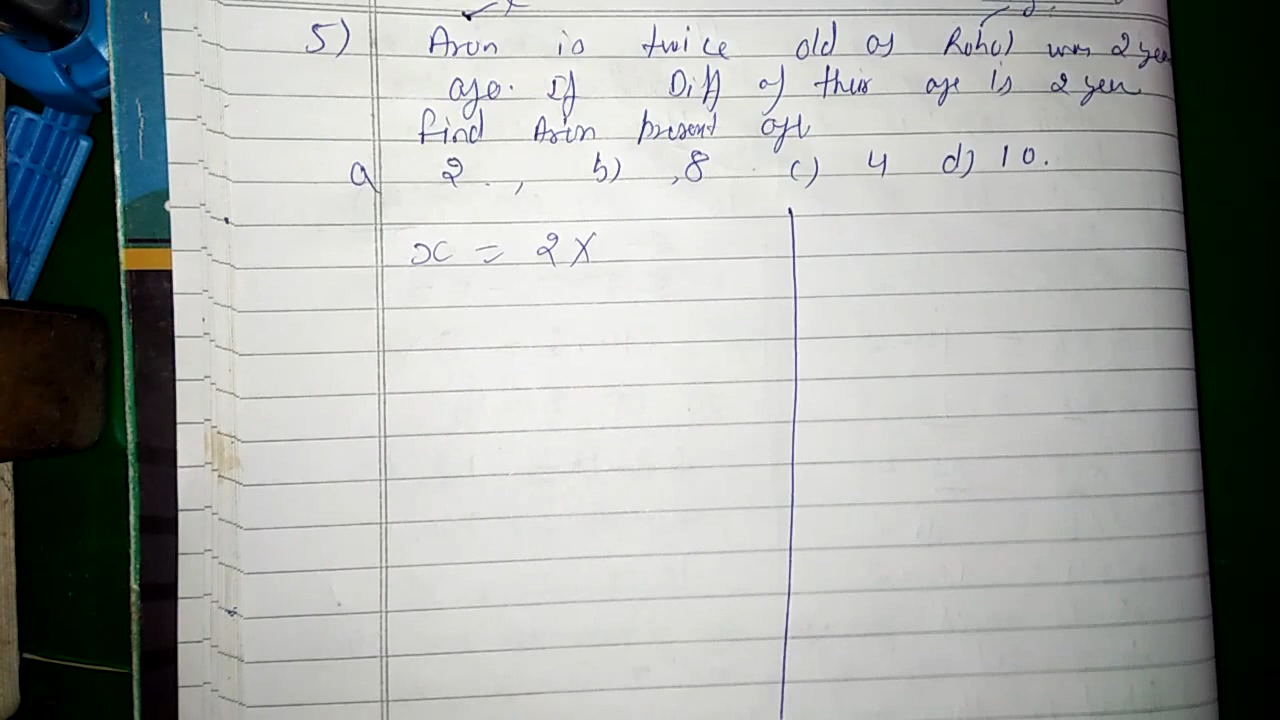 5) Arun is twice old as Rahul was 2 yea
ago. If Diff of their age is 2 year
find Arun present age
a 2 , b) , 8 c) 4 d) 10.
x = 2x